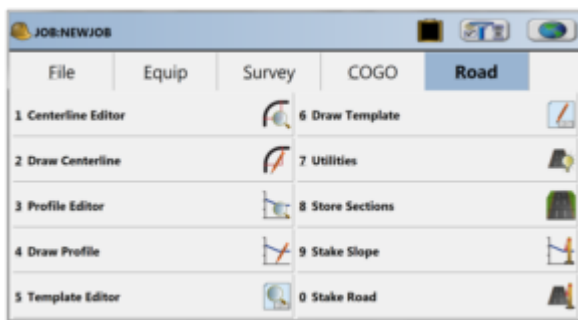 JOB:NEWJOB
File Equip Survey COGO Road
1 Centerline Editor
2 Draw Centerline
3 Profile Editor
4 Draw Profile
5 Template Editor
6 Draw Template
7 Utilities
8 Store Sections
9 Stake Slope
0 Stake Road